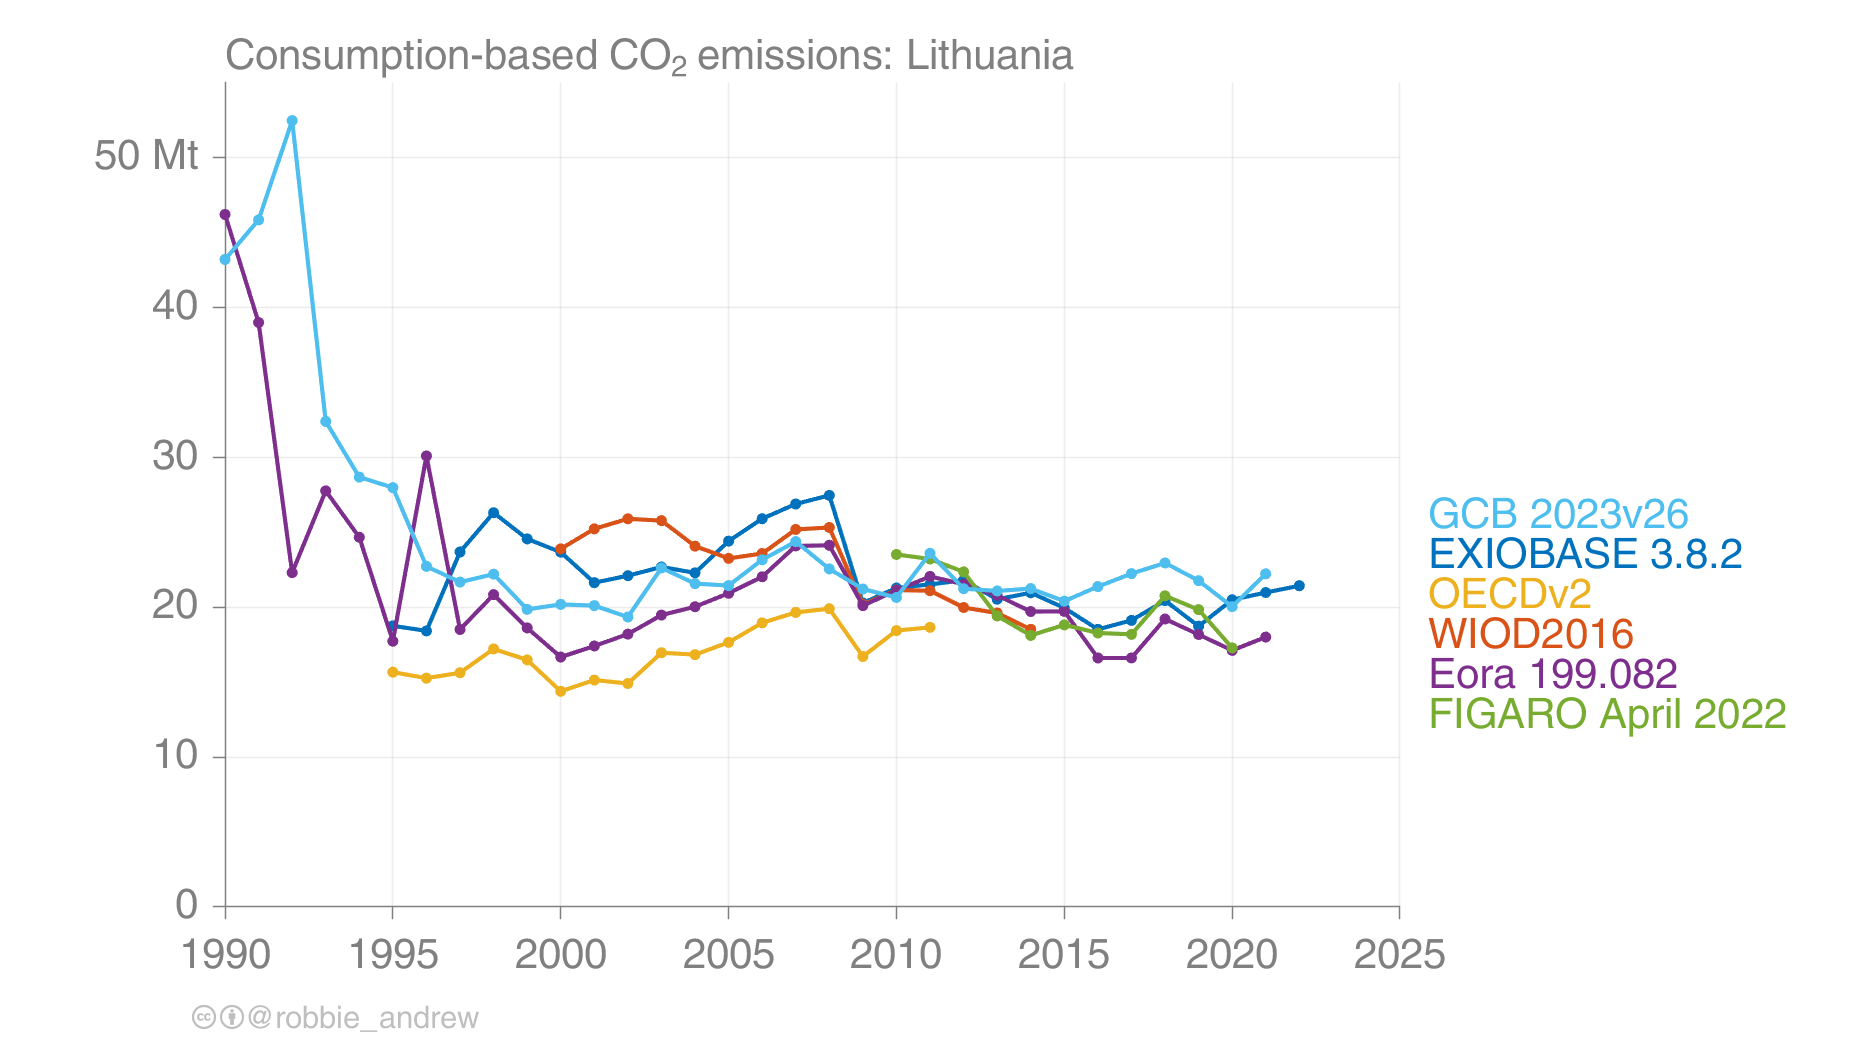 Consumption-based CO₂ emissions: Lithuania
50 Mt
40
30
20
10
0
1990 1995 2000 2005 2010 2015 2020 2025
GCB 2023v26
EXIOBASE 3.8.2
OECDv2
WIOD2016
Eora 199.082
FIGARO April 2022
@robbie_andrew